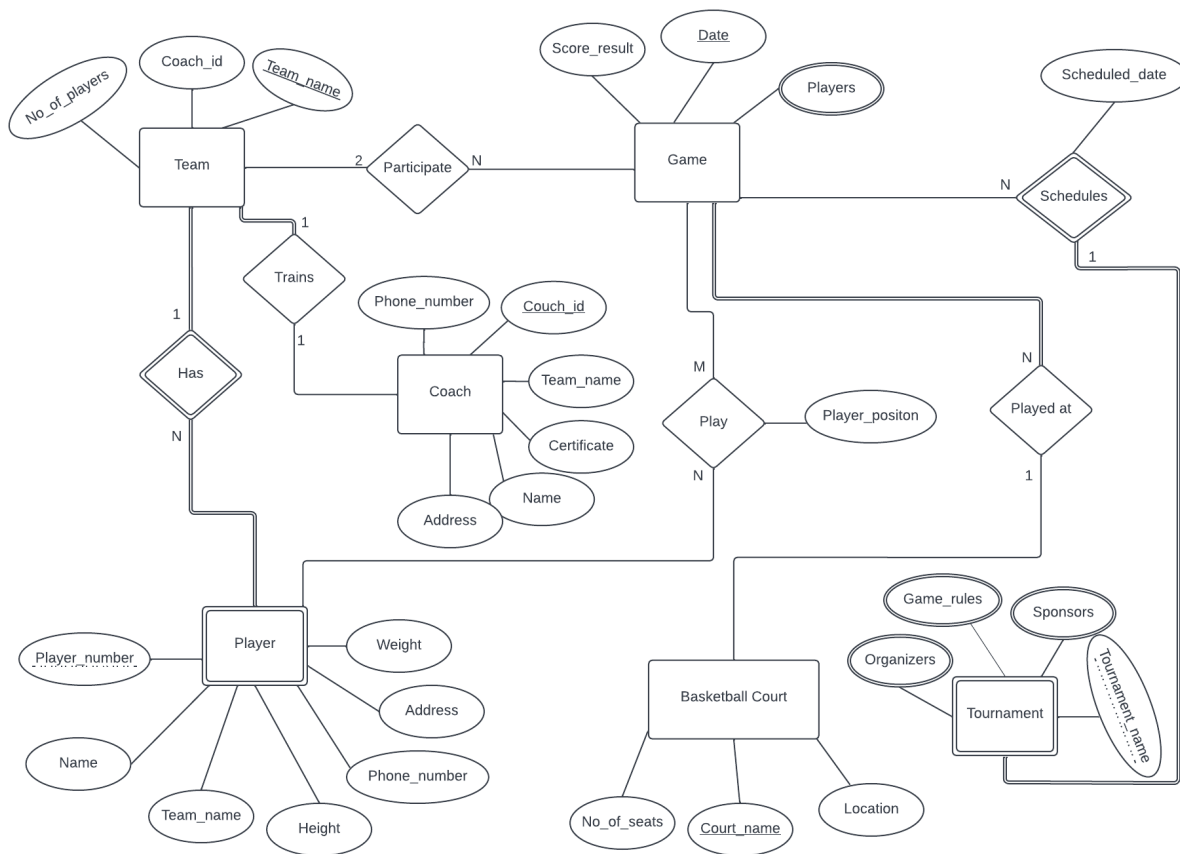 Score_result
Date
Coach_id
Team_name
No_of_players
Players
Scheduled_date
Team
2
Participate
N
Game
N
Schedules
1
1
Trains
1
1
Phone_number
Couch_id
Has
N
Coach
Team_name
Certificate
Name
Address
M
Play
N
Player_positon
N
Played at
1
Player
Player_number
Name
Team_name
Height
Phone_number
Address
Weight
Basketball Court
No_of_seats
Court_name
Location
Game_rules
Sponsors
Organizers
Tournament
Tournament_name